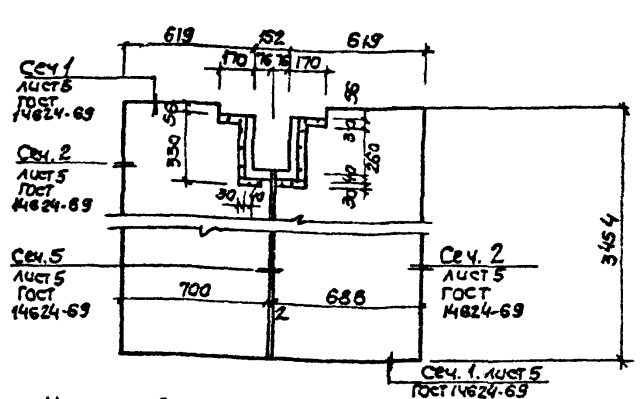 619 152 619
170 76 76 170
Сеч 1
лист 5
ГОСТ
14624-69
56
330
30 40
56
30
260
40
30
Сеч. 2
лист 5
ГОСТ
14624-69
3454
Сеч. 5
лист 5
ГОСТ
14624-69
700
2
688
Сеч. 2
лист 5
ГОСТ
14624-69
Сеч. 1. лист 5
ГОСТ 14624-69